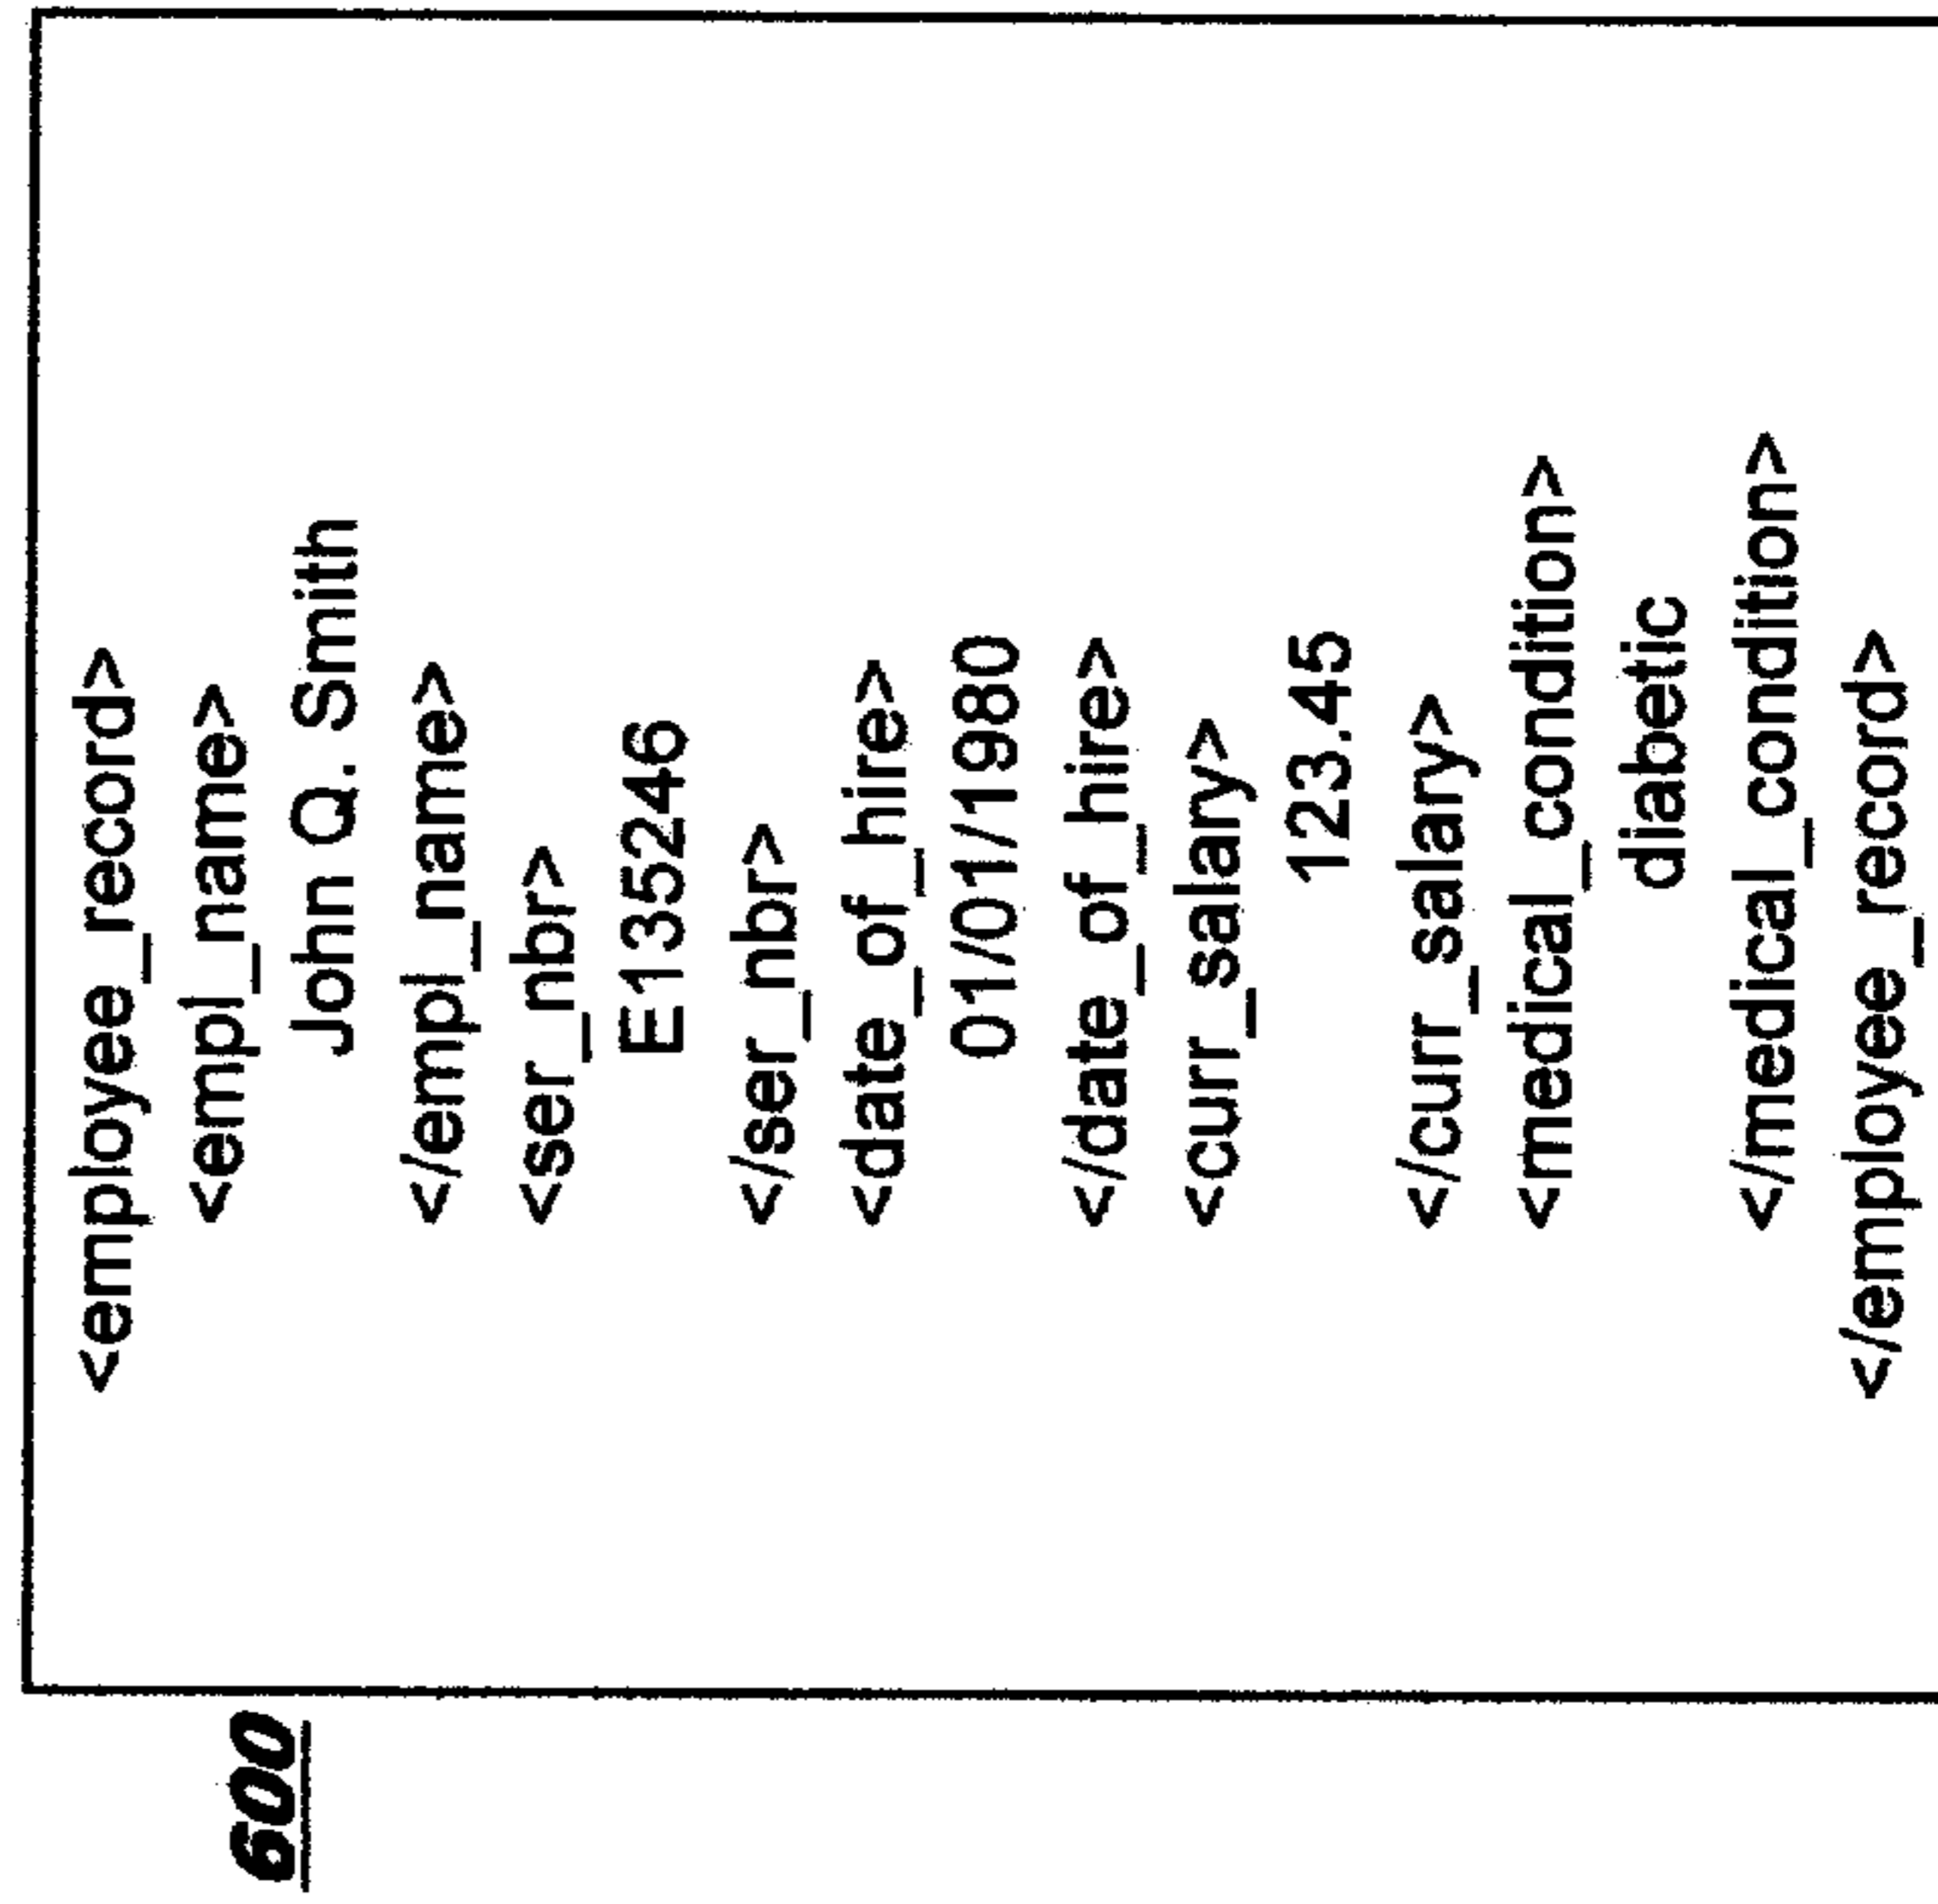 600
<employee_record>
<empl_name>
John Q. Smith
</empl_name>
<ser_nbr>
E135246
</ser_nbr>
<date_of_hire>
01/01/1980
</date_of_hire>
<curr_salary>
123.45
</curr_salary>
<medical_condition>
diabetic
</medical_condition>
</employee_record>